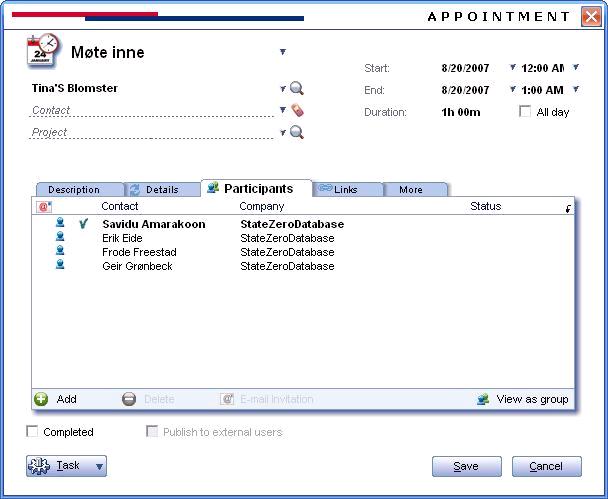 APPOINTMENT
24
JANUARY
Møte inne
Start: 8/20/2007 12:00 AM
Tina'S Blomster
End: 8/20/2007 1:00 AM
Contact
Duration: 1h 00m All day
Project
Description Details Participants Links More
Contact Company Status
Savidu Amarakoon StateZeroDatabase
Erik Eide StateZeroDatabase
Frode Freestad StateZeroDatabase
Geir Grønbeck StateZeroDatabase
Add Delete E-mail Invitation View as group
Completed Publish to external users
Task Save Cancel